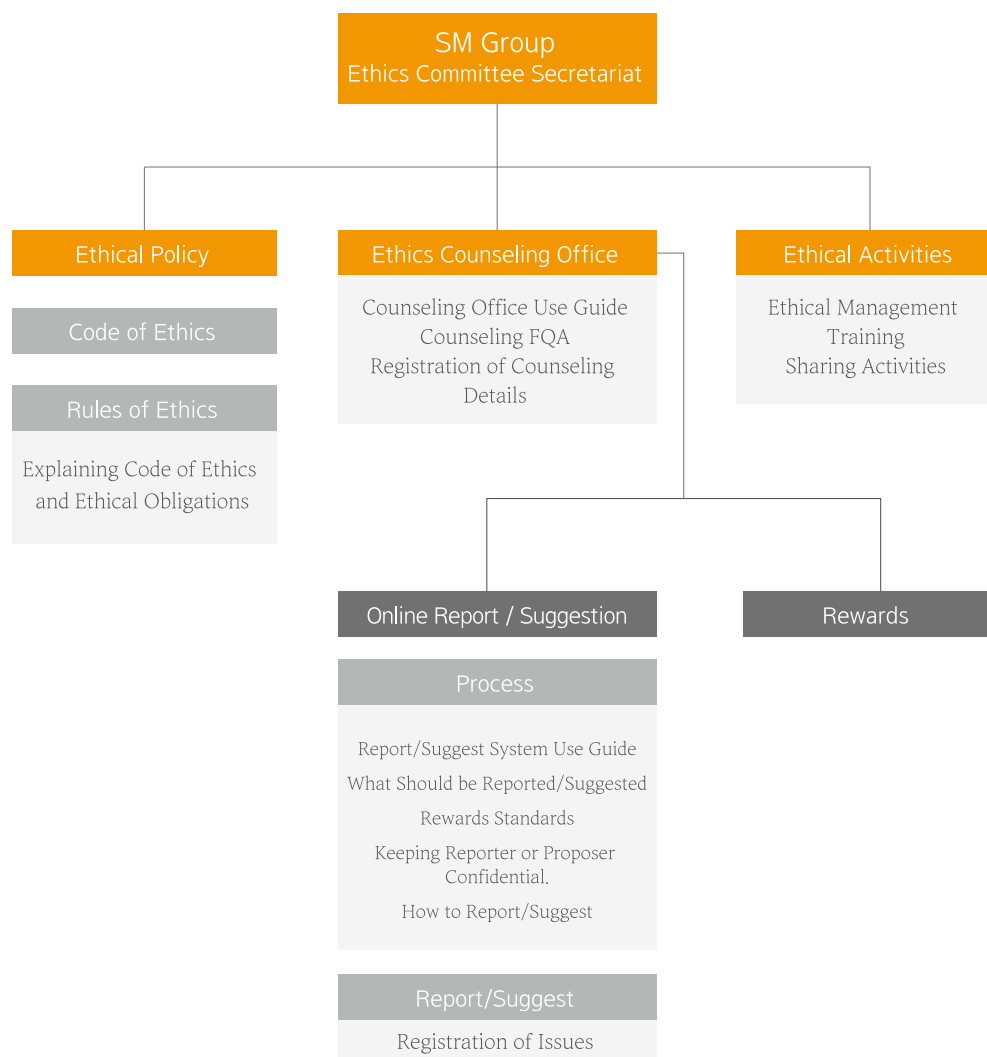 SM Group
Ethics Committee Secretariat
Ethical Policy
Code of Ethics
Rules of Ethics
Explaining Code of Ethics
and Ethical Obligations
Ethics Counseling Office
Counseling Office Use Guide
Counseling FQA
Registration of Counseling
Details
Ethical Activities
Ethical Management
Training
Sharing Activities
Online Report / Suggestion
Process
Report/Suggest System Use Guide
What Should be Reported/Suggested
Rewards Standards
Keeping Reporter or Proposer
Confidential.
How to Report/Suggest
Report/Suggest
Registration of Issues
Rewards